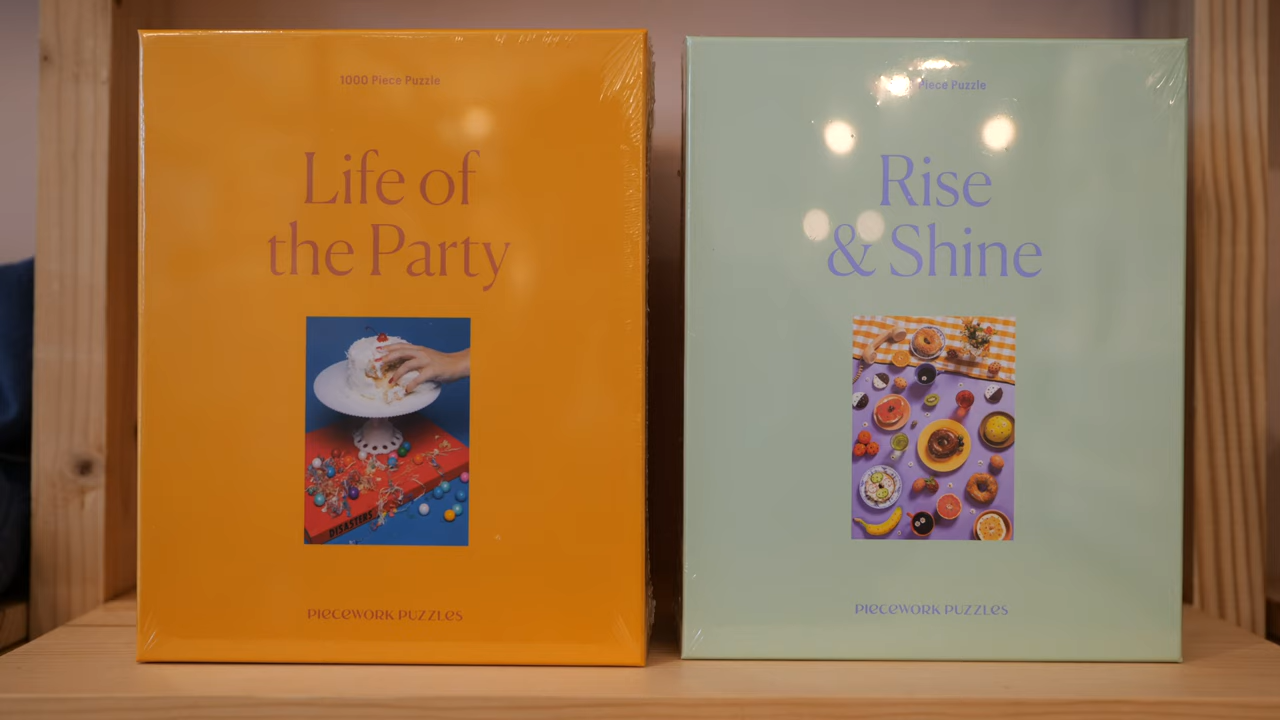 1000 Piece Puzzle
Life of
the Party
DISASTERS
PIECEWORK PUZZLES
Piece Puzzle
Rise
& Shine
PIECEWORK PUZZLES